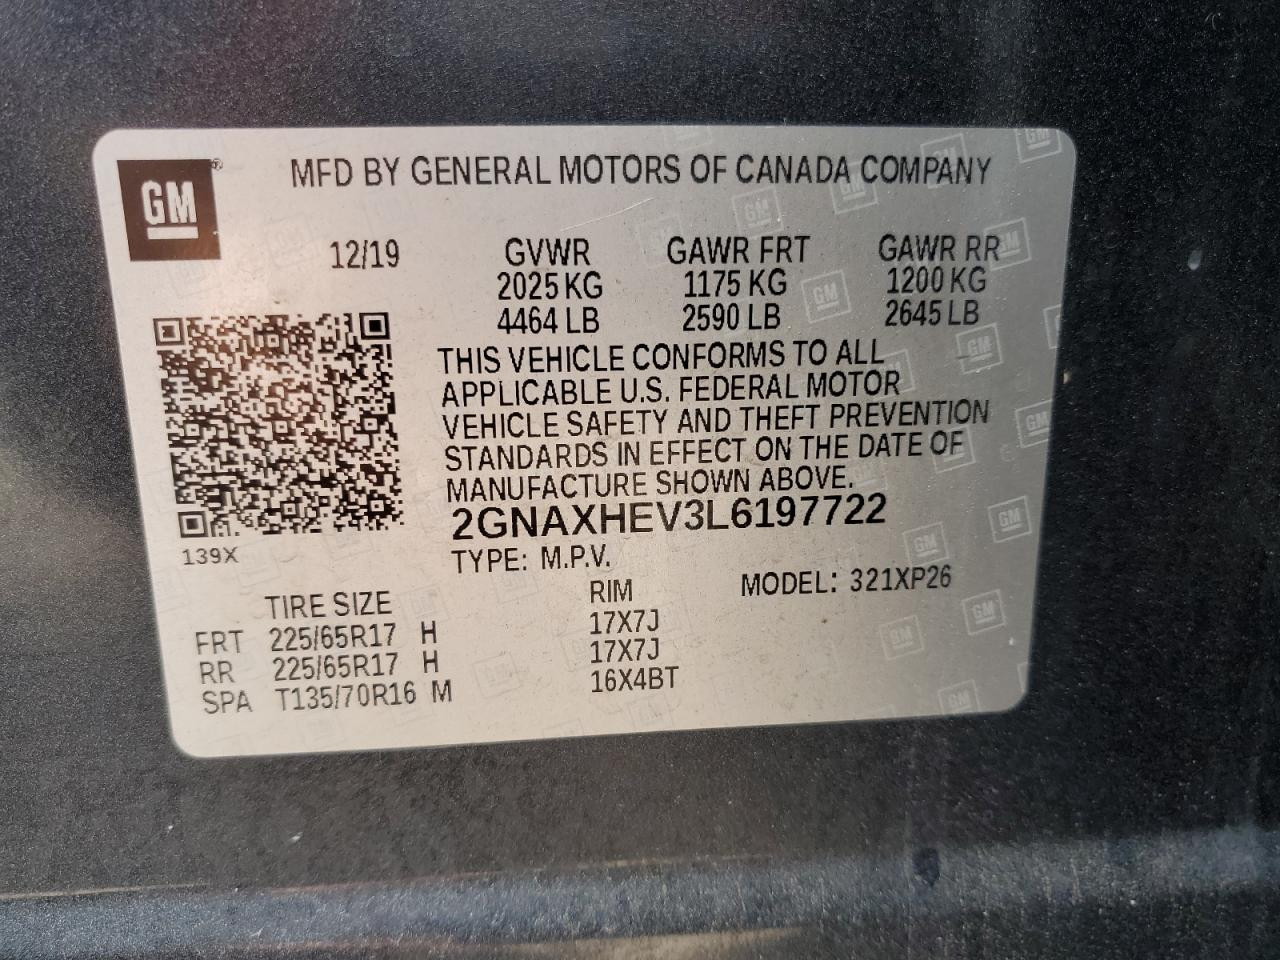 GM
MFD BY GENERAL MOTORS OF CANADA COMPANY
12/19 GVWR GAWR FRT GAWR RR
2025 KG 1175 KG 1200 KG
4464 LB 2590 LB 2645 LB
THIS VEHICLE CONFORMS TO ALL
APPLICABLE U.S. FEDERAL MOTOR
VEHICLE SAFETY AND THEFT PREVENTION
STANDARDS IN EFFECT ON THE DATE OF
MANUFACTURE SHOWN ABOVE.
2GNAXHEV3L6197722
139X
TYPE: M.P.V.
TIRE SIZE RIM MODEL: 321XP26
FRT 225/65R17 H 17X7J
RR 225/65R17 H 17X7J
SPA T135/70R16 M 16X4BT